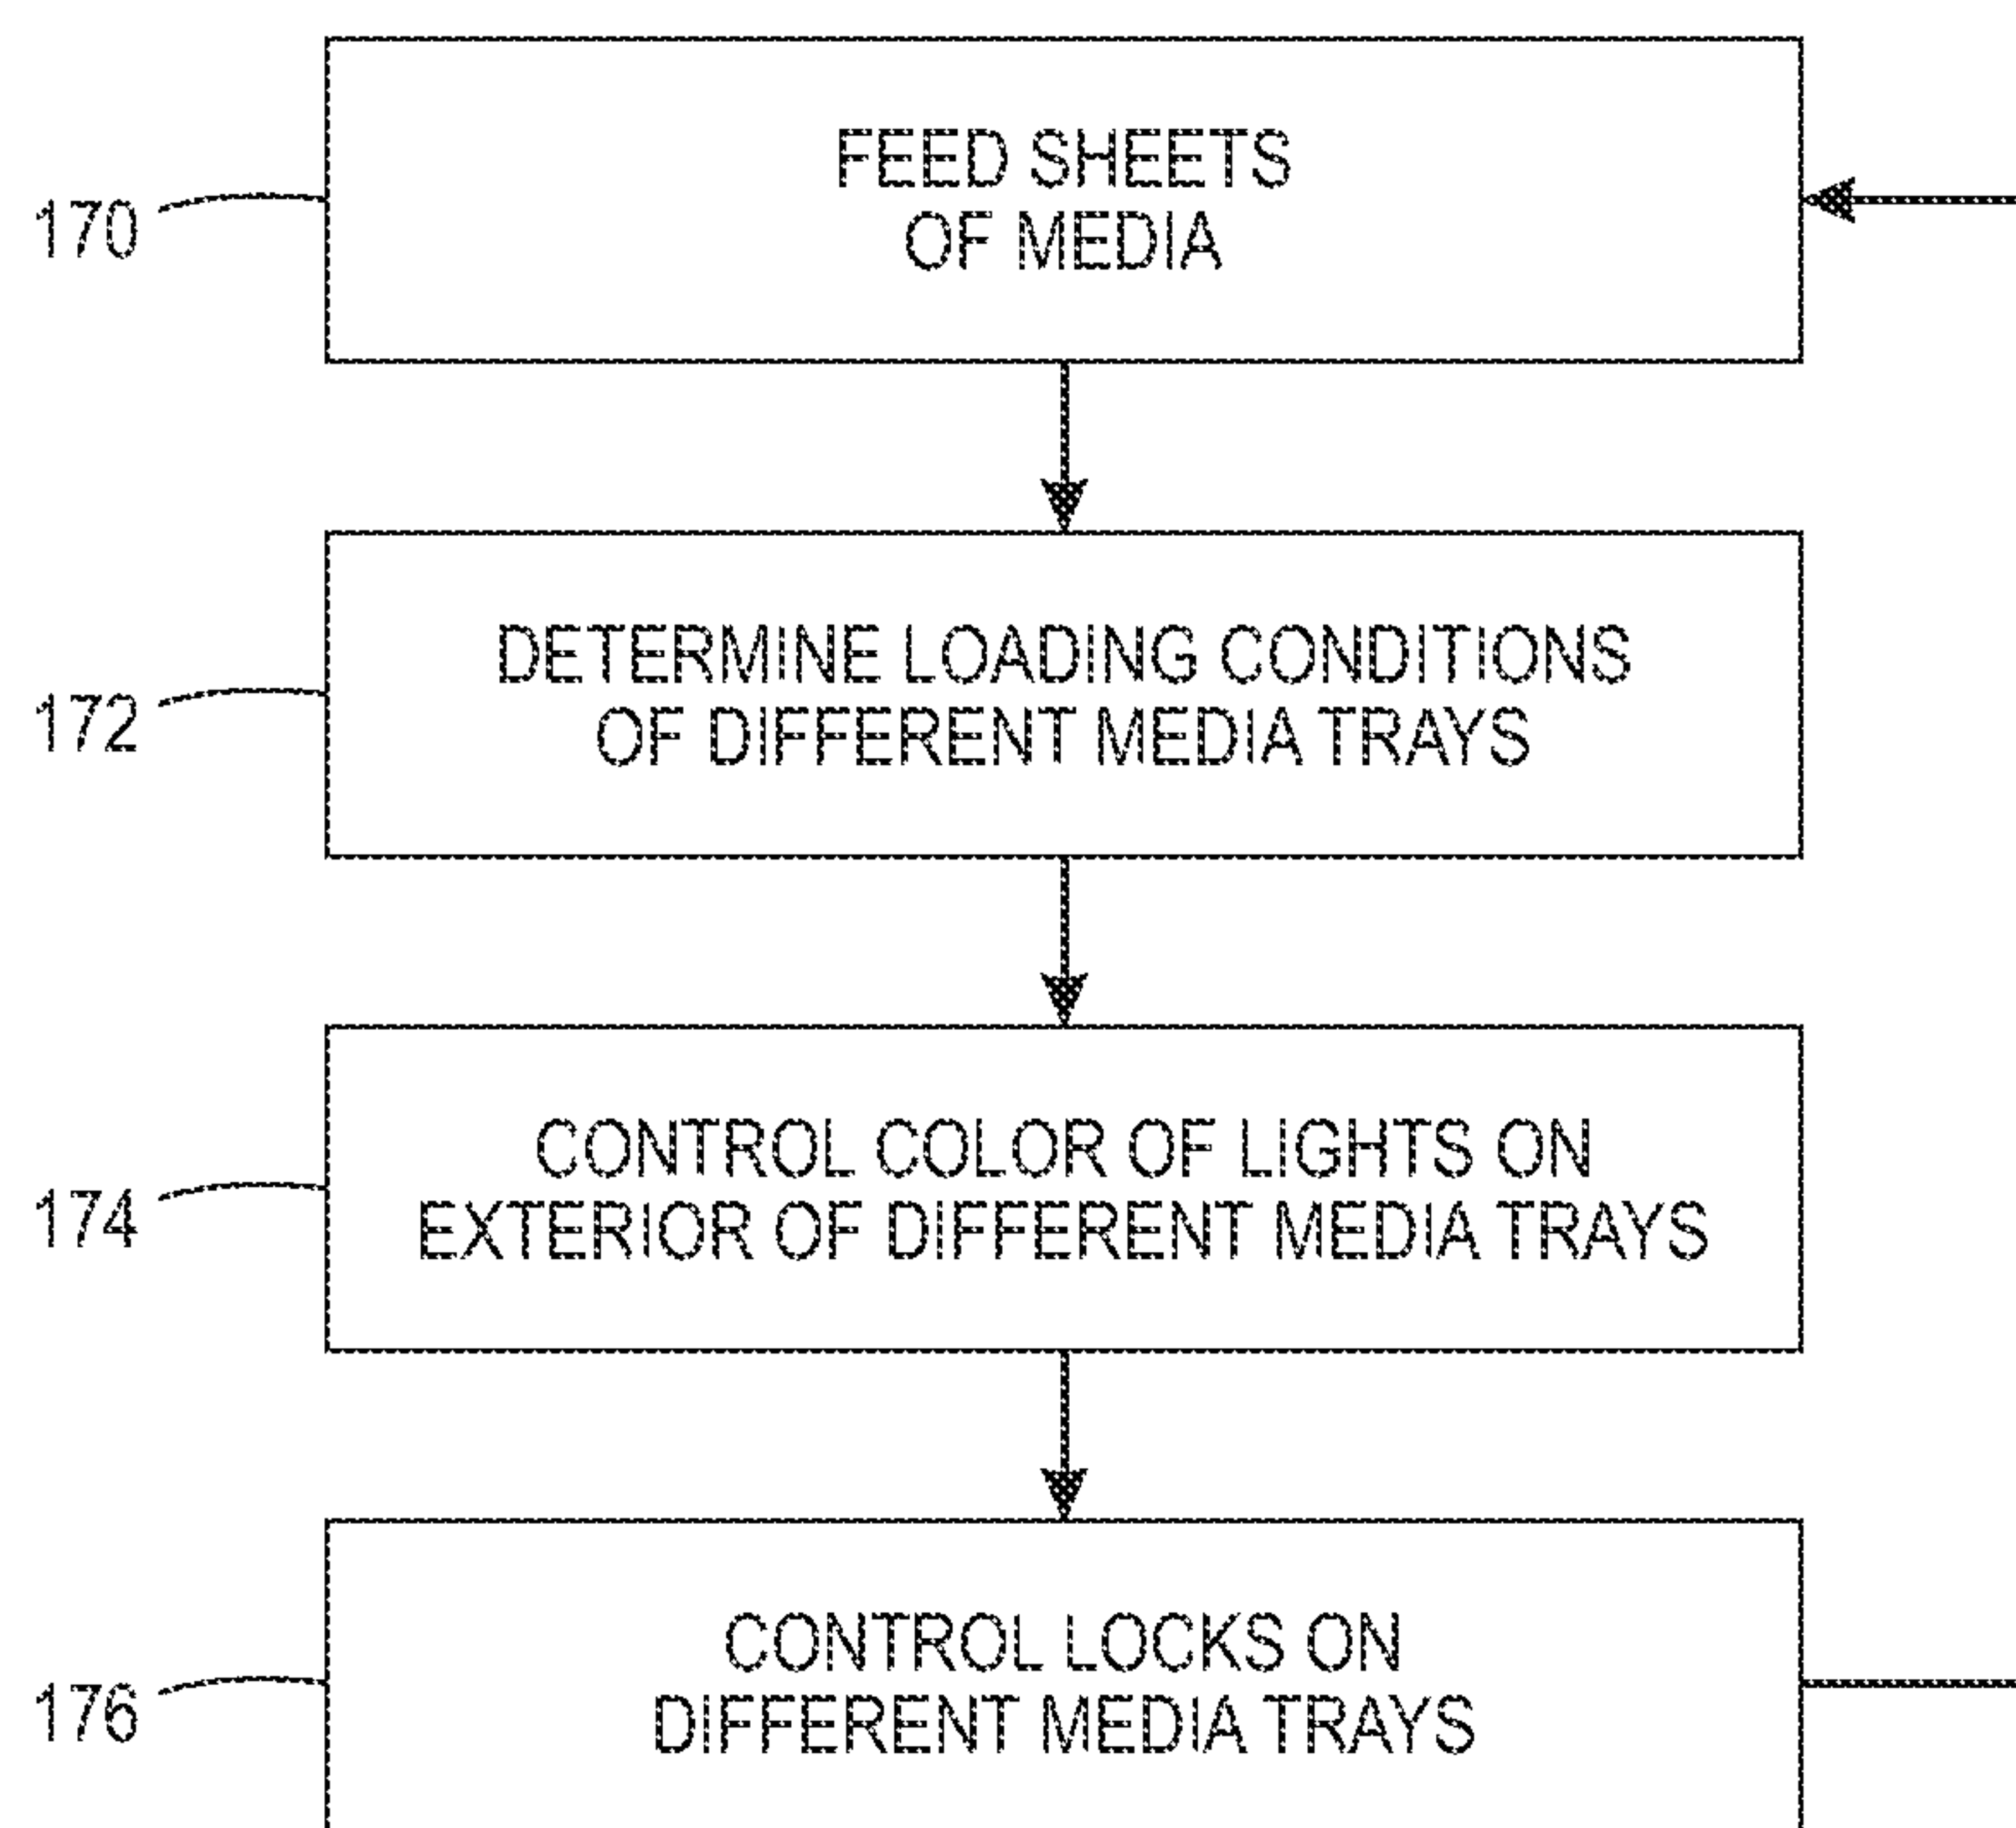 FEED SHEETS
OF MEDIA
170
DETERMINE LOADING CONDITIONS
OF DIFFERENT MEDIA TRAYS
172
CONTROL COLOR OF LIGHTS ON
EXTERIOR OF DIFFERENT MEDIA TRAYS
174
CONTROL LOCKS ON
DIFFERENT MEDIA TRAYS
176